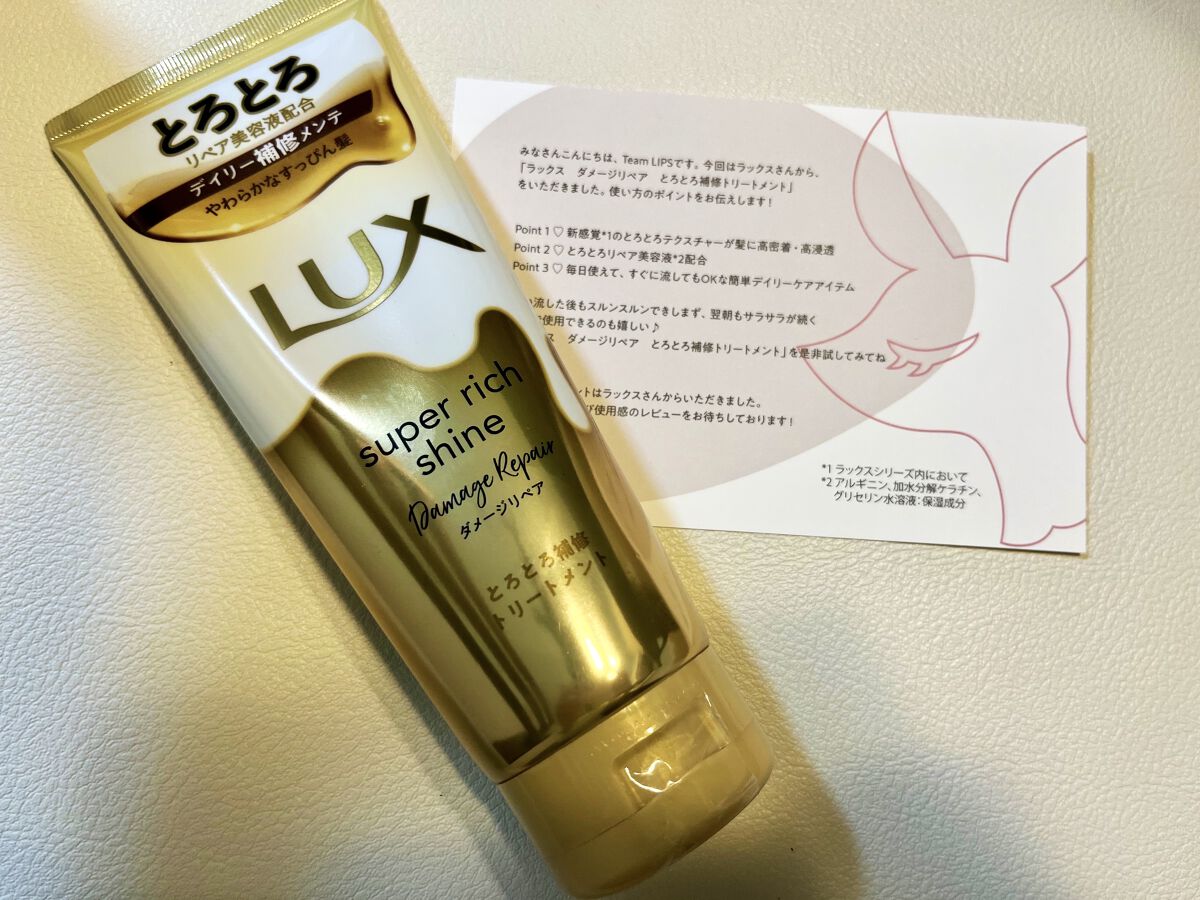 とろとろ
リペア美容液配合
デイリー補修メンテ
やわらかなすっぴん髪
LUX
super rich
shine
Damage Repair
ダメージリペア
とろとろ補修
トリートメント
みなさんこんにちは、Team LIPSです。今回はラックスさんから、
「ラックス ダメージリペア とろとろ補修トリートメント」
をいただきました。使い方のポイントをお伝えします！
Point 1 ♡ 新感覚*1のとろとろテクスチャーが髪に高密着・高浸透
Point 2 ♡ とろとろリペア美容液*2配合
Point 3 ♡ 毎日使えて、すぐに流してもOKな簡単デイリーケアアイテム
流した後もスルンスルンできしまず、翌朝もサラサラが続く
使用できるのも嬉しい♪
ス ダメージリペア とろとろ補修トリートメント」を是非試してみてね
ントはラックスさんからいただきました。
使用感のレビューをお待ちしております！
*1 ラックスシリーズ内において
*2 アルギニン、加水分解ケラチン、
グリセリン水溶液：保湿成分